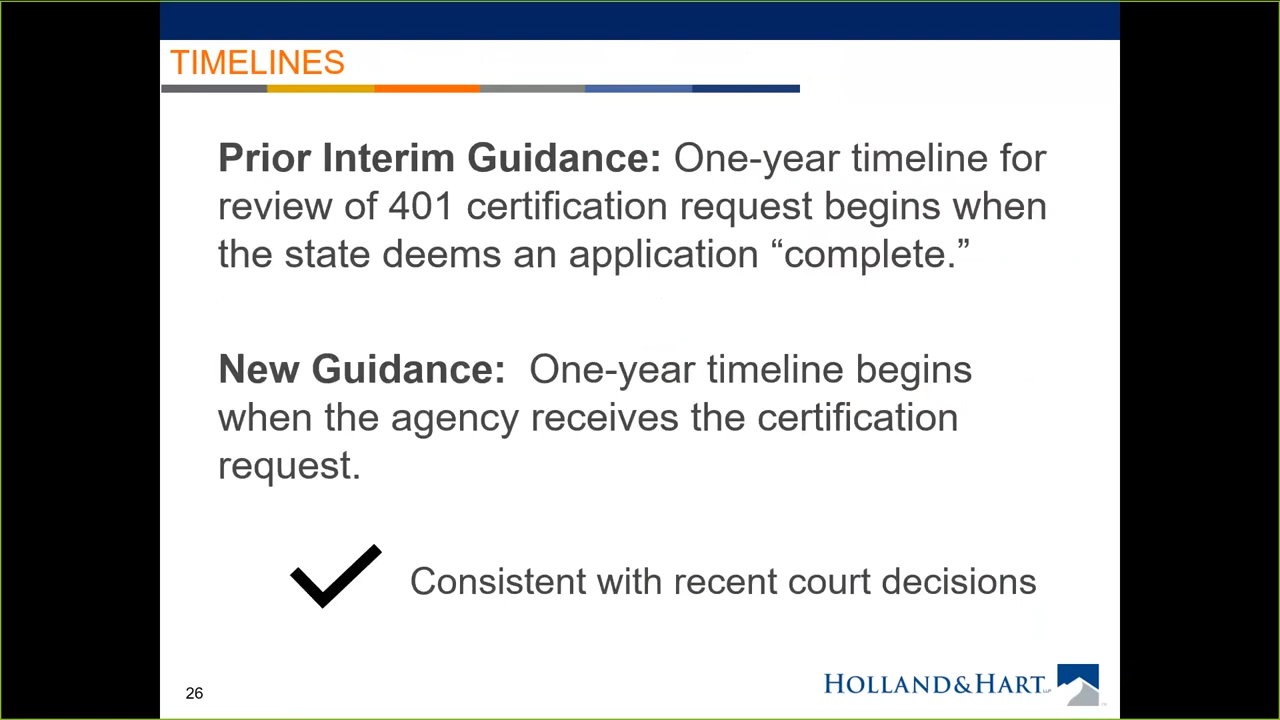 TIMELINES
Prior Interim Guidance: One-year timeline for
review of 401 certification request begins when
the state deems an application “complete.”
New Guidance:  One-year timeline begins
when the agency receives the certification
request.
Consistent with recent court decisions
26
HOLLAND&HART LLP